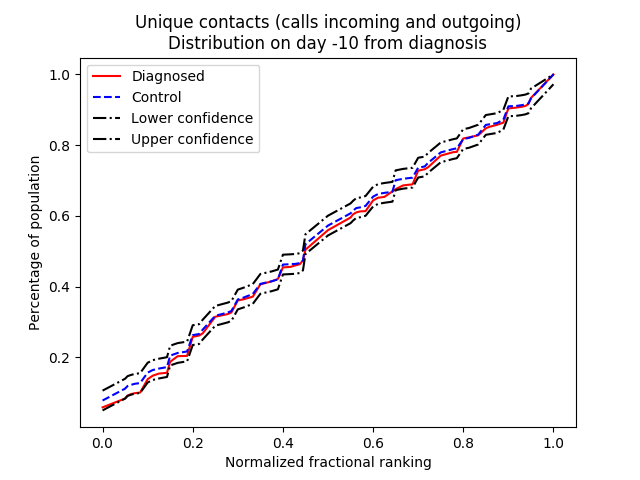 Unique contacts (calls incoming and outgoing)
Distribution on day -10 from diagnosis
Diagnosed
Control
Lower confidence
Upper confidence
Percentage of population
1.0
0.8
0.6
0.4
0.2
0.0 0.2 0.4 0.6 0.8 1.0
Normalized fractional ranking